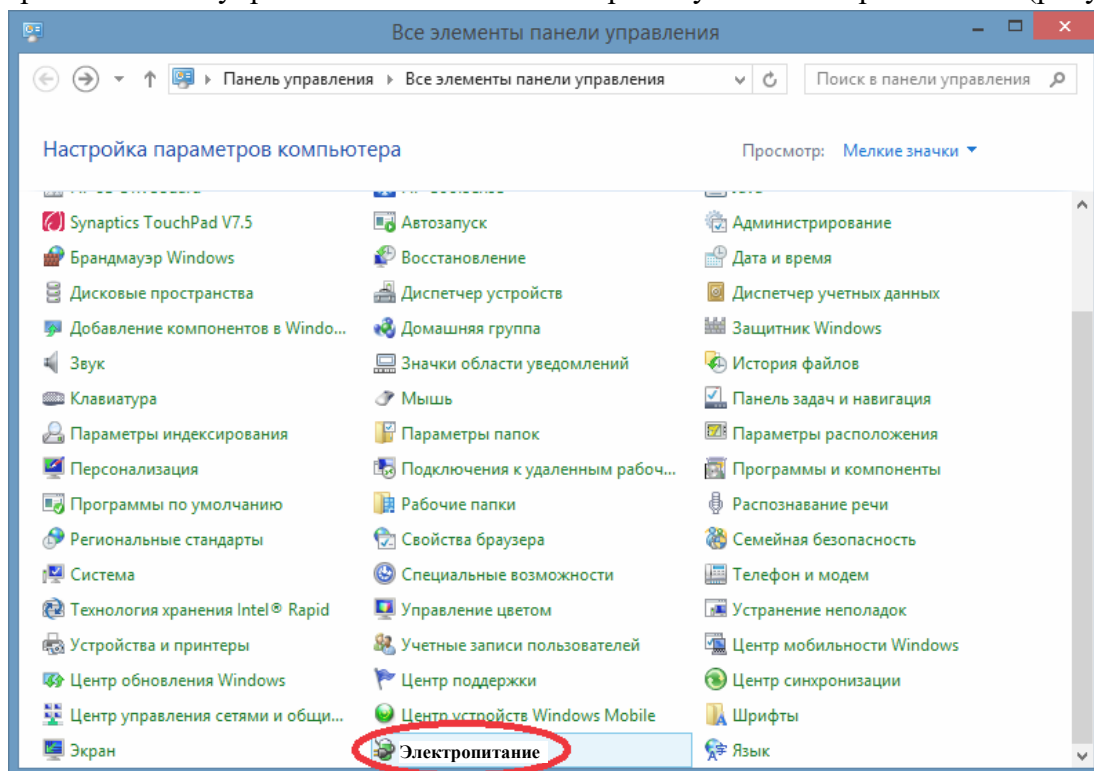 Все элементы панели управления
Панель управления Все элементы панели управления
Поиск в панели управления
Настройка параметров компьютера
Просмотр: Мелкие значки
Synaptics TouchPad V7.5 Автозапуск Администрирование
Брандмауэр Windows Восстановление Дата и время
Дисковые пространства Диспетчер устройств Диспетчер учетных данных
Добавление компонентов в Windo... Домашняя группа Защитник Windows
Звук Значки области уведомлений История файлов
Клавиатура Мышь Панель задач и навигация
Параметры индексирования Параметры папок Параметры расположения
Персонализация Подключения к удаленным рабоч... Программы и компоненты
Программы по умолчанию Рабочие папки Распознавание речи
Региональные стандарты Свойства браузера Семейная безопасность
Система Специальные возможности Телефон и модем
Технология хранения Intel® Rapid Управление цветом Устранение неполадок
Устройства и принтеры Учетные записи пользователей Центр мобильности Windows
Центр обновления Windows Центр поддержки Центр синхронизации
Центр управления сетями и общи... Центр устройств Windows Mobile Шрифты
Экран Электропитание Язык